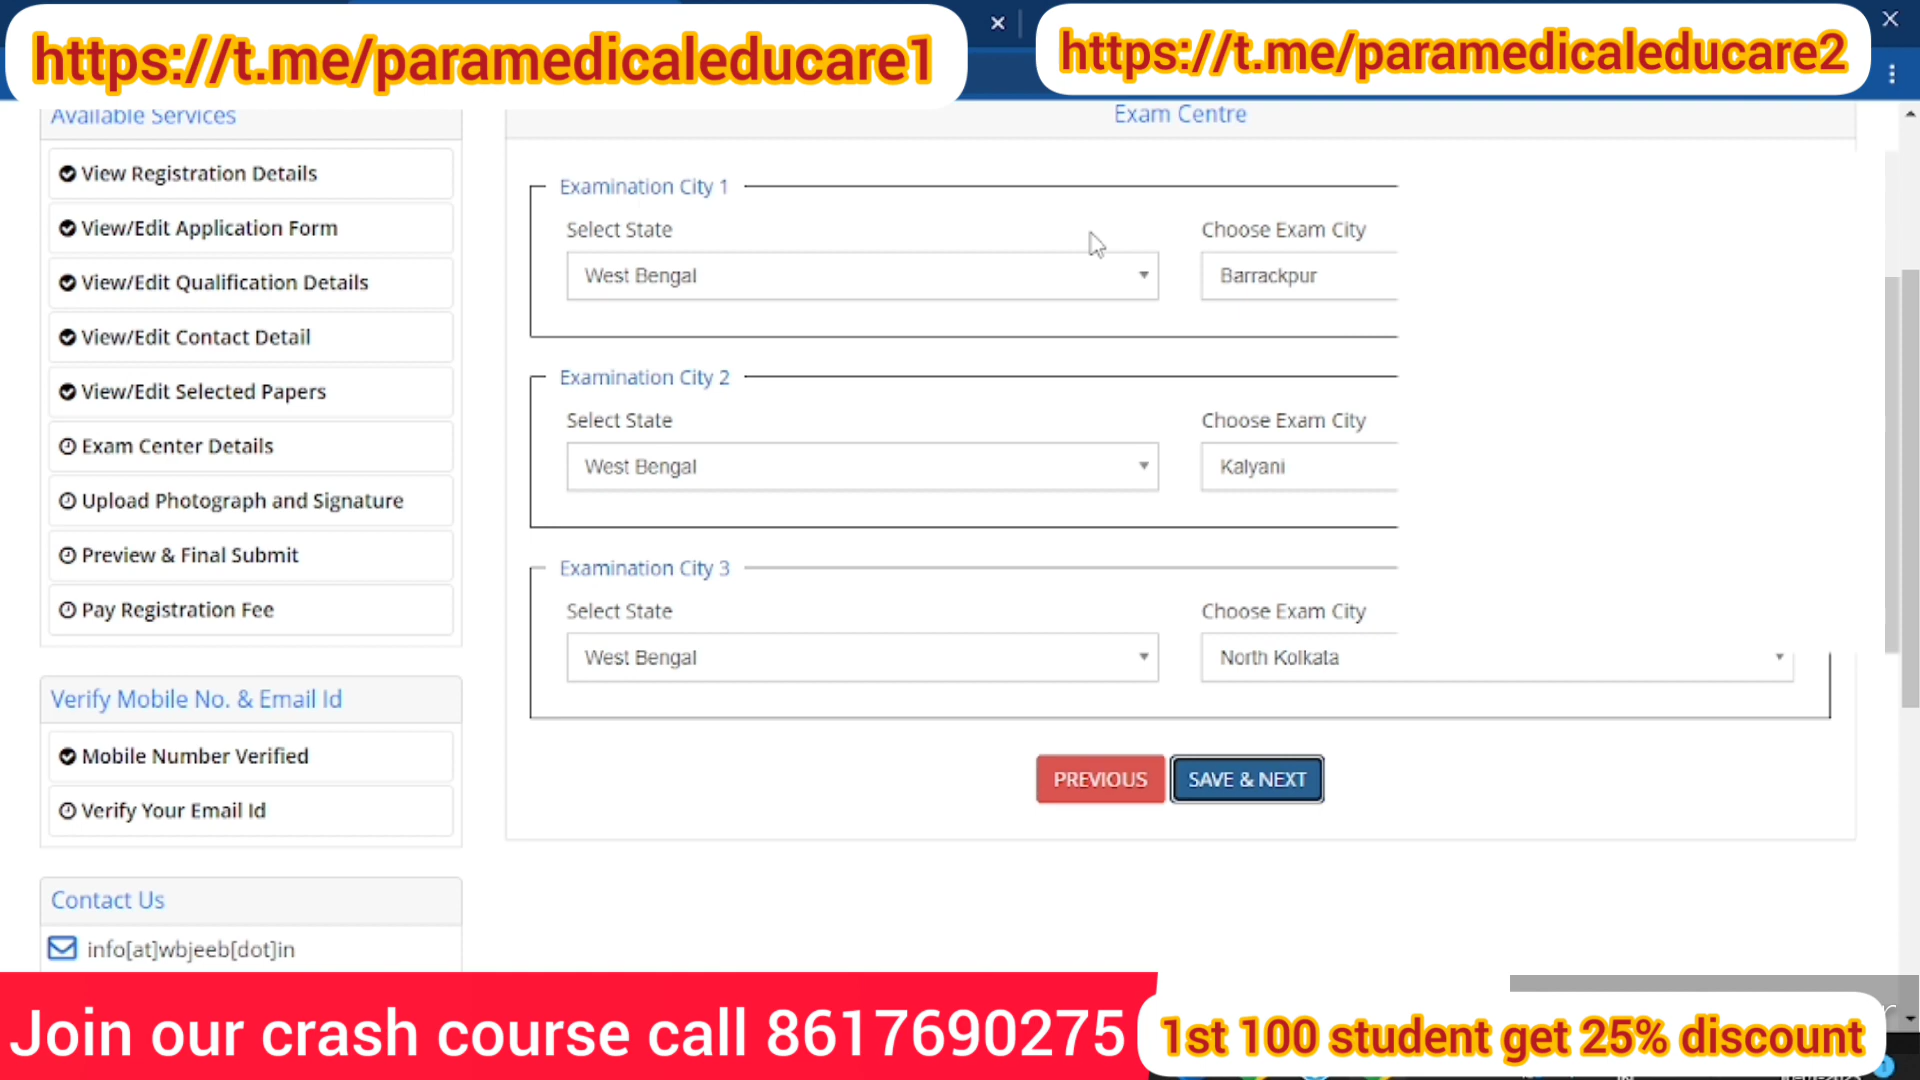 https://t.me/paramedicaleducare1
https://t.me/paramedicaleducare2
Available Services
View Registration Details
View/Edit Application Form
View/Edit Qualification Details
View/Edit Contact Detail
View/Edit Selected Papers
Exam Center Details
Upload Photograph and Signature
Preview & Final Submit
Pay Registration Fee
Verify Mobile No. & Email Id
Mobile Number Verified
Verify Your Email Id
Contact Us
info[at]wbjeeb[dot]in
Exam Centre
Examination City 1
Select State
Choose Exam City
West Bengal
Barrackpur
Examination City 2
Select State
Choose Exam City
West Bengal
Kalyani
Examination City 3
Select State
Choose Exam City
West Bengal
North Kolkata
PREVIOUS
SAVE & NEXT
Join our crash course call 8617690275
1st 100 student get 25% discount